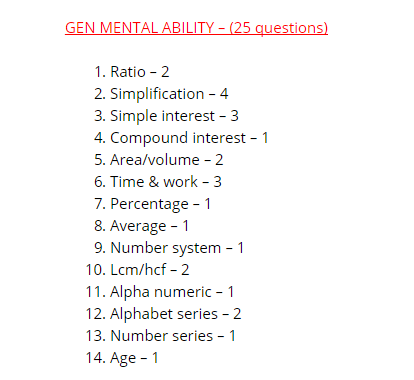 GEN MENTAL ABILITY – (25 questions)
1. Ratio – 2
2. Simplification – 4
3. Simple interest – 3
4. Compound interest – 1
5. Area/volume – 2
6. Time & work – 3
7. Percentage – 1
8. Average – 1
9. Number system – 1
10. Lcm/hcf – 2
11. Alpha numeric – 1
12. Alphabet series – 2
13. Number series – 1
14. Age – 1